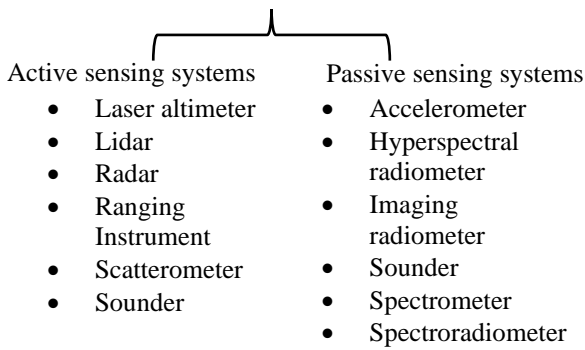 Active sensing systems
• Laser altimeter
• Lidar
• Radar
• Ranging
Instrument
• Scatterometer
• Sounder
Passive sensing systems
• Accelerometer
• Hyperspectral
radiometer
• Imaging
radiometer
• Sounder
• Spectrometer
• Spectroradiometer